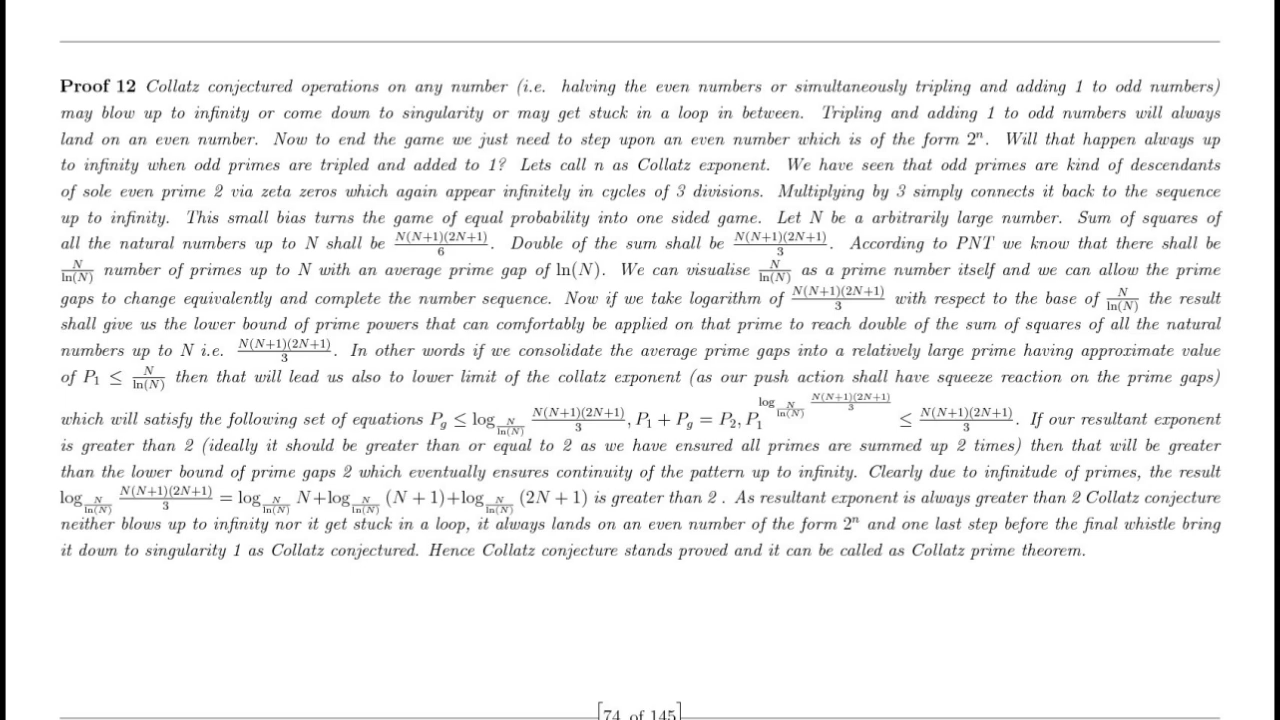 Proof 12 Collatz conjectured operations on any number (i.e. halving the even numbers or simultaneously tripling and adding 1 to odd numbers)
may blow up to infinity or come down to singularity or may get stuck in a loop in between. Tripling and adding 1 to odd numbers will always
land on an even number. Now to end the game we just need to step upon an even number which is of the form 2^n. Will that happen always up
to infinity when odd primes are tripled and added to 1? Lets call n as Collatz exponent. We have seen that odd primes are kind of descendants
of sole even prime 2 via zeta zeros which again appear infinitely in cycles of 3 divisions. Multiplying by 3 simply connects it back to the sequence
up to infinity. This small bias turns the game of equal probability into one sided game. Let N be a arbitrarily large number. Sum of squares of
all the natural numbers up to N shall be \frac{N(N+1)(2N+1)}{6}. Double of the sum shall be \frac{N(N+1)(2N+1)}{3}. According to PNT we know that there shall be
\frac{N}{\ln(N)} number of primes up to N with an average prime gap of ln(N). We can visualise \frac{N}{\ln(N)} as a prime number itself and we can allow the prime
gaps to change equivalently and complete the number sequence. Now if we take logarithm of \frac{N(N+1)(2N+1)}{3} with respect to the base of \frac{N}{\ln(N)} the result
shall give us the lower bound of prime powers that can comfortably be applied on that prime to reach double of the sum of squares of all the natural
numbers up to N i.e. \frac{N(N+1)(2N+1)}{3}. In other words if we consolidate the average prime gaps into a relatively large prime having approximate value
of P_1 ≤ \frac{N}{\ln(N)} then that will lead us also to lower limit of the collatz exponent (as our push action shall have squeeze reaction on the prime gaps)
which will satisfy the following set of equations P_g ≤ \log_{\frac{N}{\ln(N)}} \frac{N(N+1)(2N+1)}{3}, P_1 + P_g = P_2, P_1^{\log_{\frac{N}{\ln(N)}} \frac{N(N+1)(2N+1)}{3}} ≤ \frac{N(N+1)(2N+1)}{3}. If our resultant exponent
is greater than 2 (ideally it should be greater than or equal to 2 as we have ensured all primes are summed up 2 times) then that will be greater
than the lower bound of prime gaps 2 which eventually ensures continuity of the pattern up to infinity. Clearly due to infinitude of primes, the result
\log_{\frac{N}{\ln(N)}} \frac{N(N+1)(2N+1)}{3} = \log_{\frac{N}{\ln(N)}} N + \log_{\frac{N}{\ln(N)}} (N + 1) + \log_{\frac{N}{\ln(N)}} (2N + 1) is greater than 2 . As resultant exponent is always greater than 2 Collatz conjecture
neither blows up to infinity nor it get stuck in a loop, it always lands on an even number of the form 2^n and one last step before the final whistle bring
it down to singularity 1 as Collatz conjectured. Hence Collatz conjecture stands proved and it can be called as Collatz prime theorem.
74 of 145